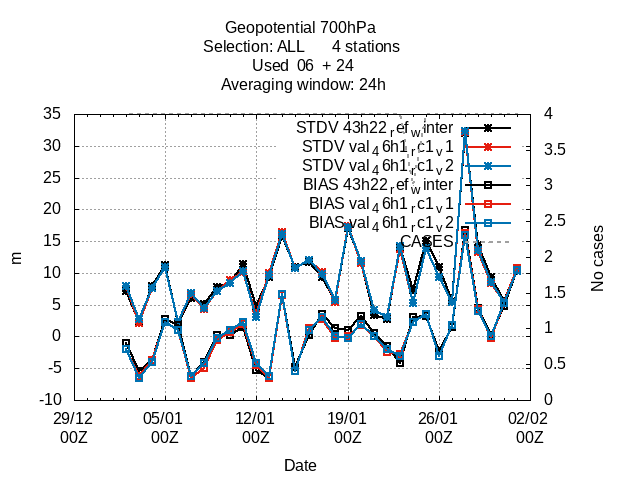 Geopotential 700hPa
Selection: ALL 4 stations
Used 06 + 24
Averaging window: 24h
35 4
STDV 43h22_ref_winter
30 3.5
STDV val_46h1_rc1_v1
STDV val_46h1_rc1_v2
25 3
BIAS 43h22_ref_winter
BIAS val_46h1_rc1_v1
20 2.5
BIAS val_46h1_rc1_v2
CASES
15 2
m No cases
10 1.5
5
0 1
-5 0.5
-10 0
29/12 05/01 12/01 19/01 26/01 02/02
00Z 00Z 00Z 00Z 00Z 00Z
Date